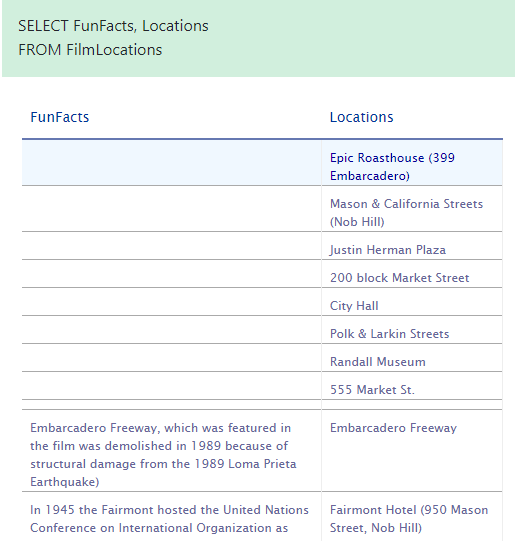 SELECT FunFacts, Locations
FROM FilmLocations
FunFacts Locations
Epic Roasthouse (399
Embarcadero)
Mason & California Streets
(Nob Hill)
Justin Herman Plaza
200 block Market Street
City Hall
Polk & Larkin Streets
Randall Museum
555 Market St.
Embarcadero Freeway, which was featured in
the film was demolished in 1989 because of
structural damage from the 1989 Loma Prieta
Earthquake)
Embarcadero Freeway
In 1945 the Fairmont hosted the United Nations
Conference on International Organization as
Fairmont Hotel (950 Mason
Street, Nob Hill)